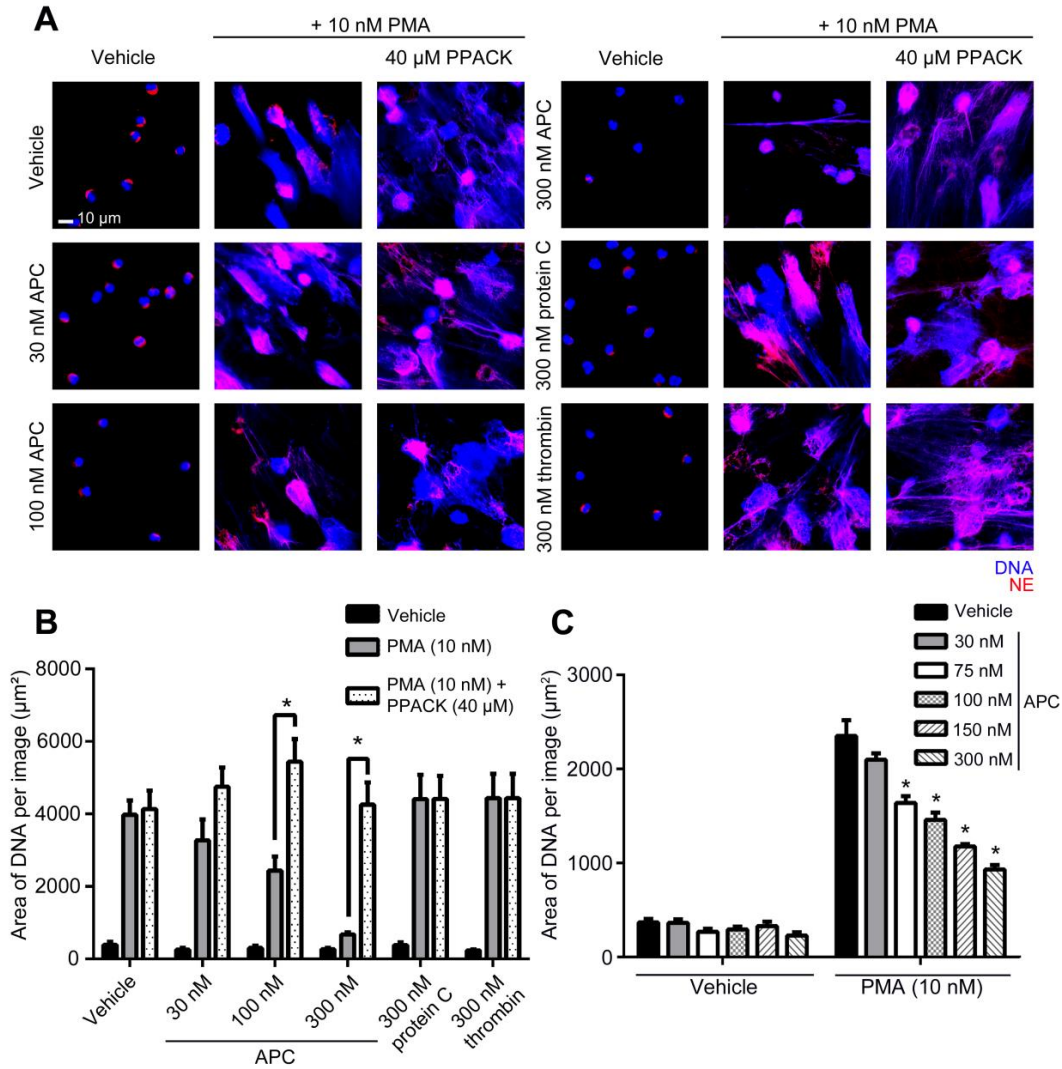 A
+ 10 nM PMA
+ 10 nM PMA
Vehicle
40 µM PPACK
Vehicle
40 µM PPACK
Vehicle
10 µm
30 nM APC
100 nM APC
300 nM APC
300 nM protein C
300 nM thrombin
DNA
NE
B
Vehicle
PMA (10 nM)
PMA (10 nM) +
PPACK (40 µM)
Area of DNA per image (µm²)
8000
6000
4000
2000
0
*
*
Vehicle
30 nM
100 nM
300 nM
300 nM
protein C
300 nM
thrombin
APC
C
Vehicle
30 nM
75 nM
100 nM
150 nM
300 nM
APC
Area of DNA per image (µm²)
3000
2000
1000
0
*
*
*
*
Vehicle
PMA (10 nM)